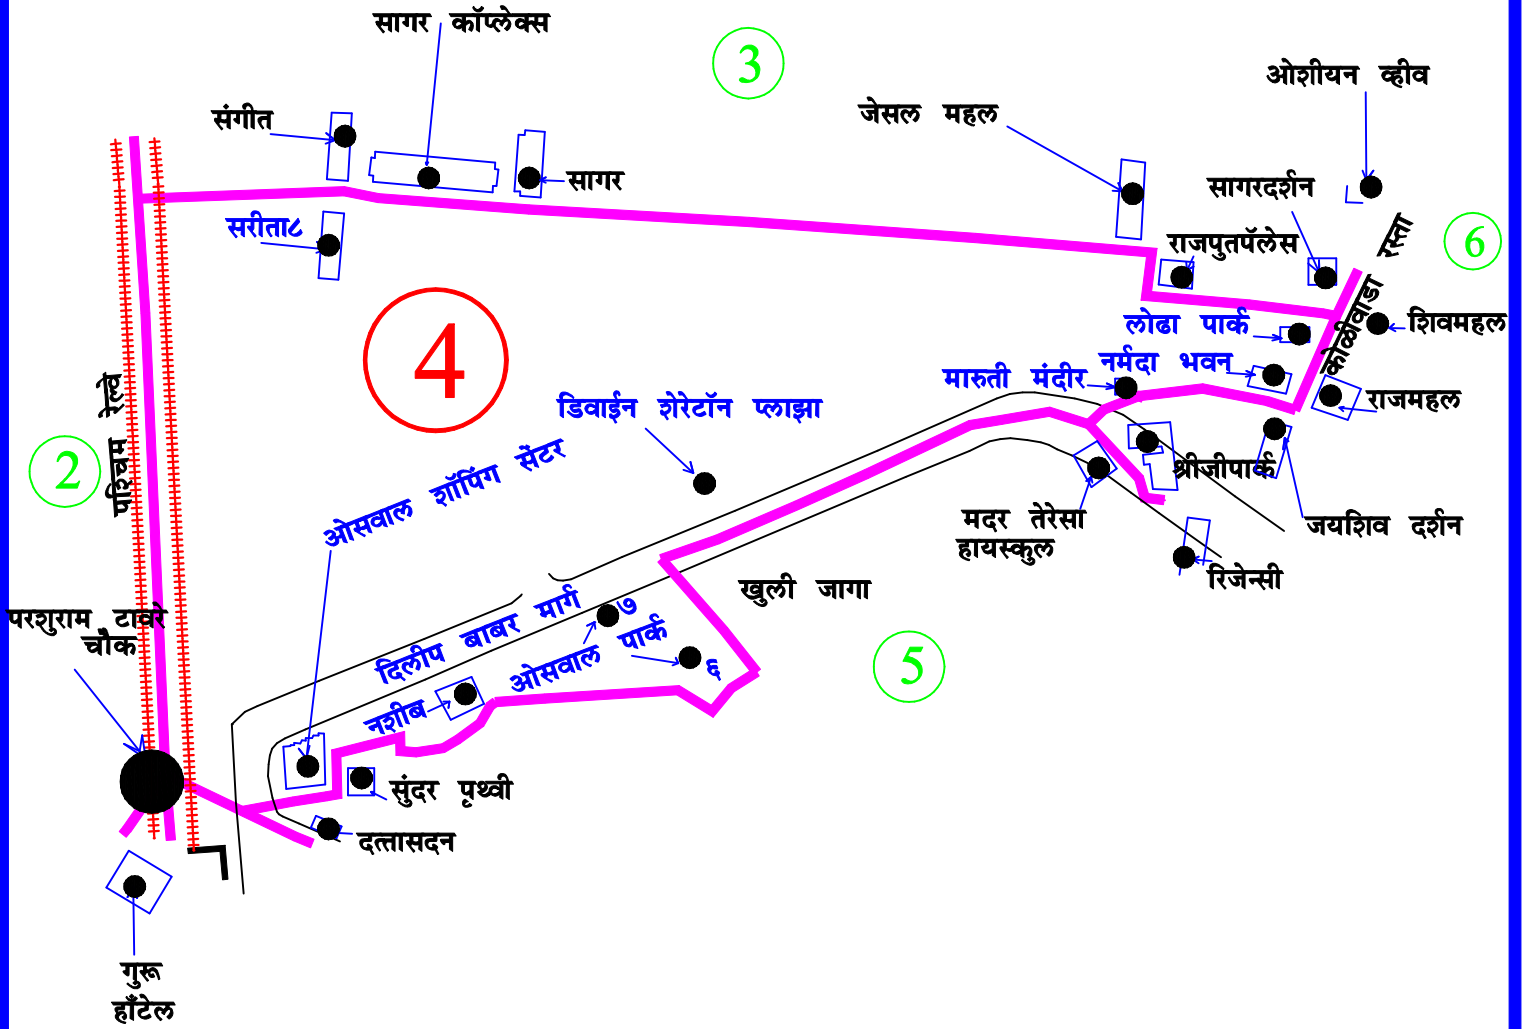 सागर कॉप्लेक्स
3
ओशीयन व्हीव
जेसल महल
संगीत
सागर
सागरदर्शन
सरीता८
राजपुतपॅलेस
6
रस्ता
कोळीवाडा
लोढा पार्क
शिवमहल
4
मारुती मंदीर
नर्मदा भवन
राजमहल
डिवाईन शेरेटॉन प्लाझा
पश्चिम रेल्वे
2
ओसवाल शॉपिंग सेंटर
श्रीजीपार्क
मदर तेरेसा
हायस्कुल
जयशिव दर्शन
रिजेन्सी
खुली जागा
परशुराम टावरे
चौक
दिलीप बाबर मार्ग
७
ओसवाल पार्क
६
5
नशीब
सुंदर पृथ्वी
दत्तासदन
गुरू
हॉंटेल